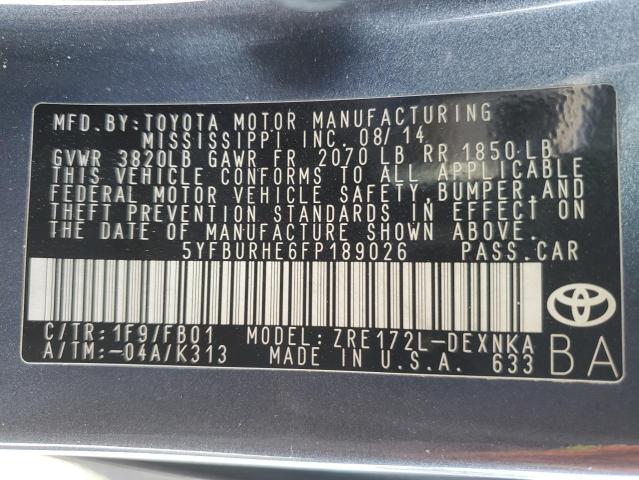 MFD.BY:TOYOTA MOTOR MANUFACTURING
MISSISSIPPI INC. 08/14
GVWR 3820LB GAWR FR 2070 LB RR 1850 LB
THIS VEHICLE CONFORMS TO ALL APPLICABLE
FEDERAL MOTOR VEHICLE SAFETY,BUMPER,AND
THEFT PREVENTION STANDARDS IN EFFECT ON
THE DATE OF MANUFACTURE SHOWN ABOVE.
5YFBURHE6FP189026 PASS.CAR
C/TR:1F9/FB01 MODEL:ZRE172L-DEXNKA
A/TM:-04A/K313 MADE IN U.S.A. 633
BA